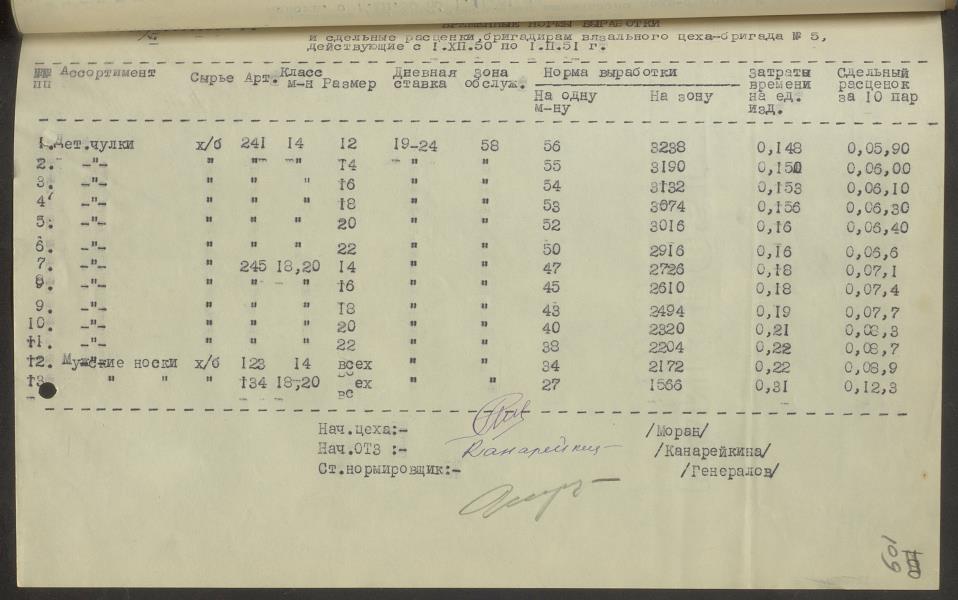 ВРЕМЕННЫЕ НОРМЫ ВЫРАБОТКИ
и сдельные расценки,бригадирам вязального цеха-бригада № 5,
действующие с I.XП.50 по I.П.51 г.
№№ Ассортимент Сырье Арт. Класс Размер Дневная зона Норма выработки Затраты Сдельный
пп м-н ставка обслуж. На одну На зону времени расценок
м-ну на ед. за 10 пар
изд.
1. Дет.чулки х/б 241 14 12 19-24 58 56 3238 0,148 0,05,90
2. -"- " " " 14 " " 55 3190 0,150 0,06,00
3. -"- " " " 16 " " 54 3132 0,153 0,06,10
4 -"- " " " 18 " " 53 3074 0,156 0,06,30
5. -"- " " " 20 " " 52 3016 0,16 0,06,40
6. -"- " " " 22 " " 50 2916 0,16 0,06,6
7. -"- " 245 18,20 14 " " 47 2726 0,18 0,07,1
9. -"- " " " 16 " " 45 2610 0,18 0,07,4
9. -"- " " " 18 " " 43 2494 0,19 0,07,7
10. -"- " " " 20 " " 40 2320 0,21 0,08,3
11. -"- " " " 22 " " 38 2204 0,22 0,08,7
12. Мужские носки х/б 123 14 всех " " 34 2172 0,22 0,08,9
13 " " " 134 18-20 всех " " 27 1566 0,31 0,12,3
Нач.цеха:- /Моран/
Нач.ОТЗ :- Канарейкин /Канарейкина/
Ст.нормировщик:- /Генералов/
109